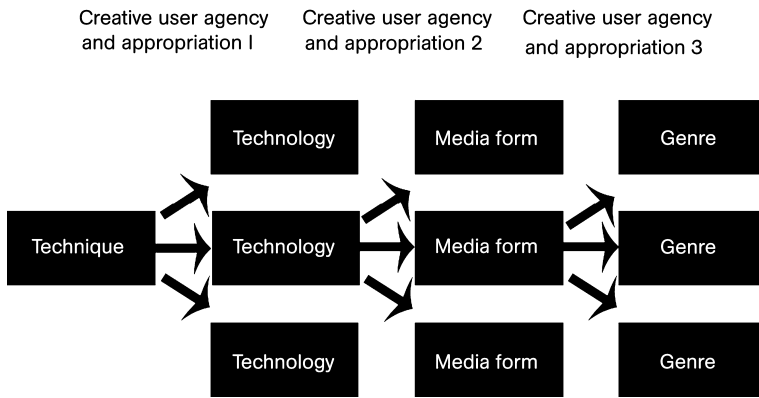 Creative user agency
and appropriation I
Creative user agency
and appropriation 2
Creative user agency
and appropriation 3
Technology
Media form
Genre
Technique
Technology
Media form
Genre
Technology
Media form
Genre